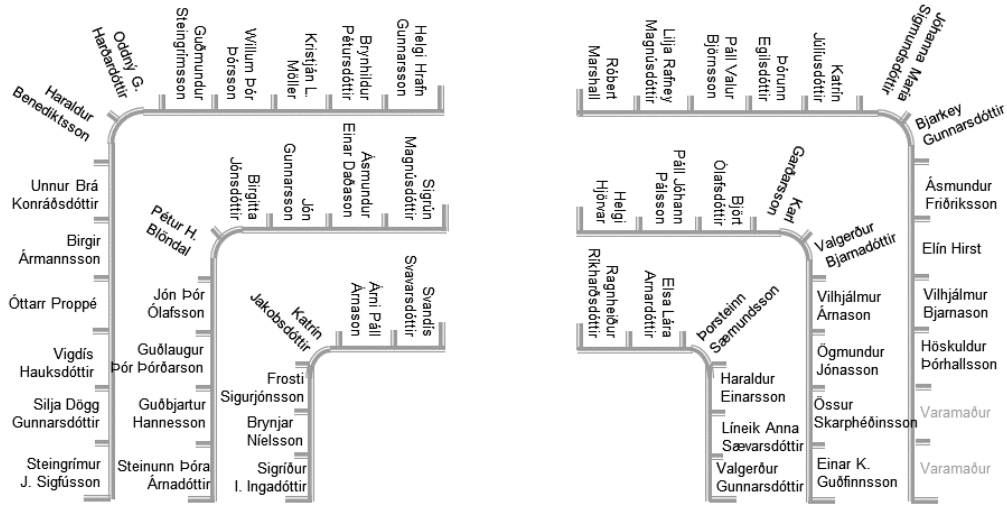 Oddný G.
Harðardóttir
Guðmundur
Steingrímsson
Willum Þór
Þórsson
Kristján L.
Möller
Brynhildur
Pétursdóttir
Helgi Hrafn
Gunnarsson
Haraldur
Benediktsson
Unnur Brá
Konráðsdóttir
Birgir
Ármannsson
Óttarr Proppé
Vigdís
Hauksdóttir
Silja Dögg
Gunnarsdóttir
Steingrímur
J. Sigfússon
Pétur H.
Blöndal
Birgitta
Jónsdóttir
Jón
Gunnarsson
Ásmundur
Einar Daðason
Sigrún
Magnúsdóttir
Jón Þór
Ólafsson
Guðlaugur
Þór Þórðarson
Guðbjartur
Hannesson
Steinunn Þóra
Árnadóttir
Katrín
Jakobsdóttir
Árni Páll
Árnason
Svandís
Svavarsdóttir
Frosti
Sigurjónsson
Brynjar
Níelsson
Sigríður
I. Ingadóttir
Róbert
Marshall
Lilja Rafney
Magnúsdóttir
Páll Valur
Björnsson
Þórunn
Egilsdóttir
Katrín
Júlíusdóttir
Jóhanna María
Sigmundsdóttir
Bjarkey
Gunnarsdóttir
Ásmundur
Friðriksson
Elín Hirst
Vilhjálmur
Bjarnason
Höskuldur
Þórhallsson
Varamaður
Varamaður
Helgi
Hjörvar
Páll Jóhann
Pálsson
Björt
Ólafsdóttir
Karl
Garðarsson
Valgerður
Bjarnadóttir
Vilhjálmur
Árnason
Ögmundur
Jónasson
Össur
Skarphéðinsson
Einar K.
Guðfinnsson
Ragnheiður
Ríkharðsdóttir
Elsa Lára
Arnardóttir
Þorsteinn
Sæmundsson
Haraldur
Einarsson
Líneik Anna
Sævarsdóttir
Valgerður
Gunnarsdóttir